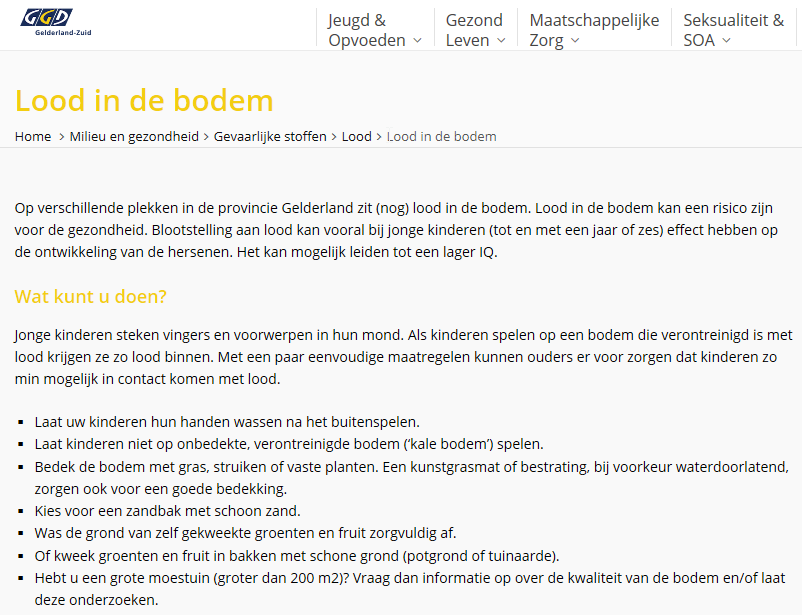 GGD
Gelderland-Zuid
Jeugd &
Opvoeden
Gezond
Leven
Maatschappelijke
Zorg
Seksualiteit &
SOA
Lood in de bodem
Home > Milieu en gezondheid > Gevaarlijke stoffen > Lood > Lood in de bodem
Op verschillende plekken in de provincie Gelderland zit (nog) lood in de bodem. Lood in de bodem kan een risico zijn
voor de gezondheid. Blootstelling aan lood kan vooral bij jonge kinderen (tot en met een jaar of zes) effect hebben op
de ontwikkeling van de hersenen. Het kan mogelijk leiden tot een lager IQ.
Wat kunt u doen?
Jonge kinderen steken vingers en voorwerpen in hun mond. Als kinderen spelen op een bodem die verontreinigd is met
lood krijgen ze zo lood binnen. Met een paar eenvoudige maatregelen kunnen ouders er voor zorgen dat kinderen zo
min mogelijk in contact komen met lood.
▪ Laat uw kinderen hun handen wassen na het buitenspelen.
▪ Laat kinderen niet op onbedekte, verontreinigde bodem (‘kale bodem’) spelen.
▪ Bedek de bodem met gras, struiken of vaste planten. Een kunstgrasmat of bestrating, bij voorkeur waterdoorlatend,
zorgen ook voor een goede bedekking.
▪ Kies voor een zandbak met schoon zand.
▪ Was de grond van zelf gekweekte groenten en fruit zorgvuldig af.
▪ Of kweek groenten en fruit in bakken met schone grond (potgrond of tuinaarde).
▪ Hebt u een grote moestuin (groter dan 200 m2)? Vraag dan informatie op over de kwaliteit van de bodem en/of laat
deze onderzoeken.